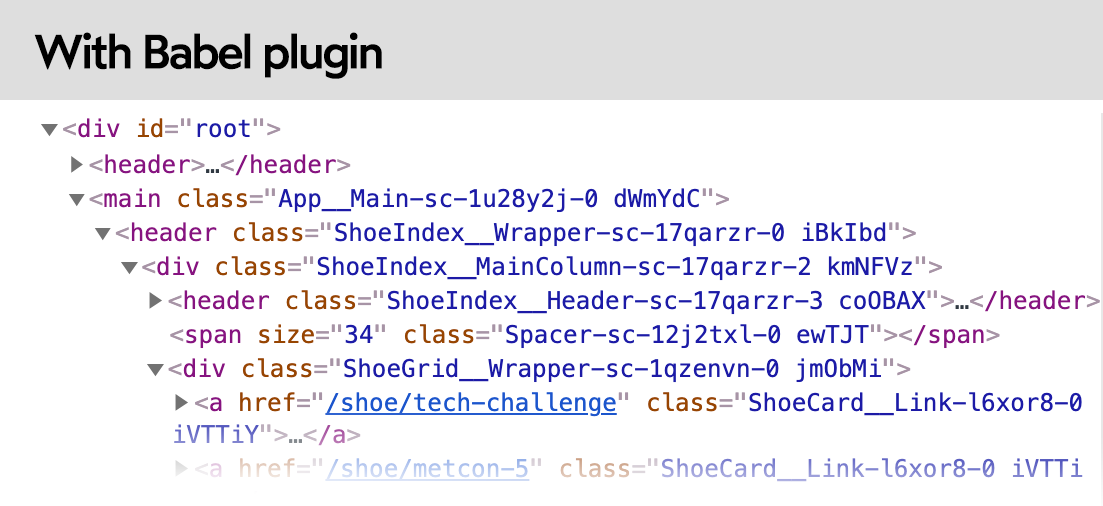 With Babel plugin
▼<div id="root">
▶<header>…</header>
▼<main class="App__Main-sc-1u28y2j-0 dWmYdC">
▼<header class="ShoeIndex__Wrapper-sc-17qarzr-0 iBkIbd">
▼<div class="ShoeIndex__MainColumn-sc-17qarzr-2 kmNFVz">
▶<header class="ShoeIndex__Header-sc-17qarzr-3 coOBAX">…</header>
<span size="34" class="Spacer-sc-12j2txl-0 ewTJT"></span>
▼<div class="ShoeGrid__Wrapper-sc-1qzenvn-0 jmObMi">
▶<a href="/shoe/tech-challenge" class="ShoeCard__Link-l6xor8-0
iVTTiY">…</a>
▶<a href="/shoe/metcon-5" class="ShoeCard__Link-l6xor8-0 iVTTi